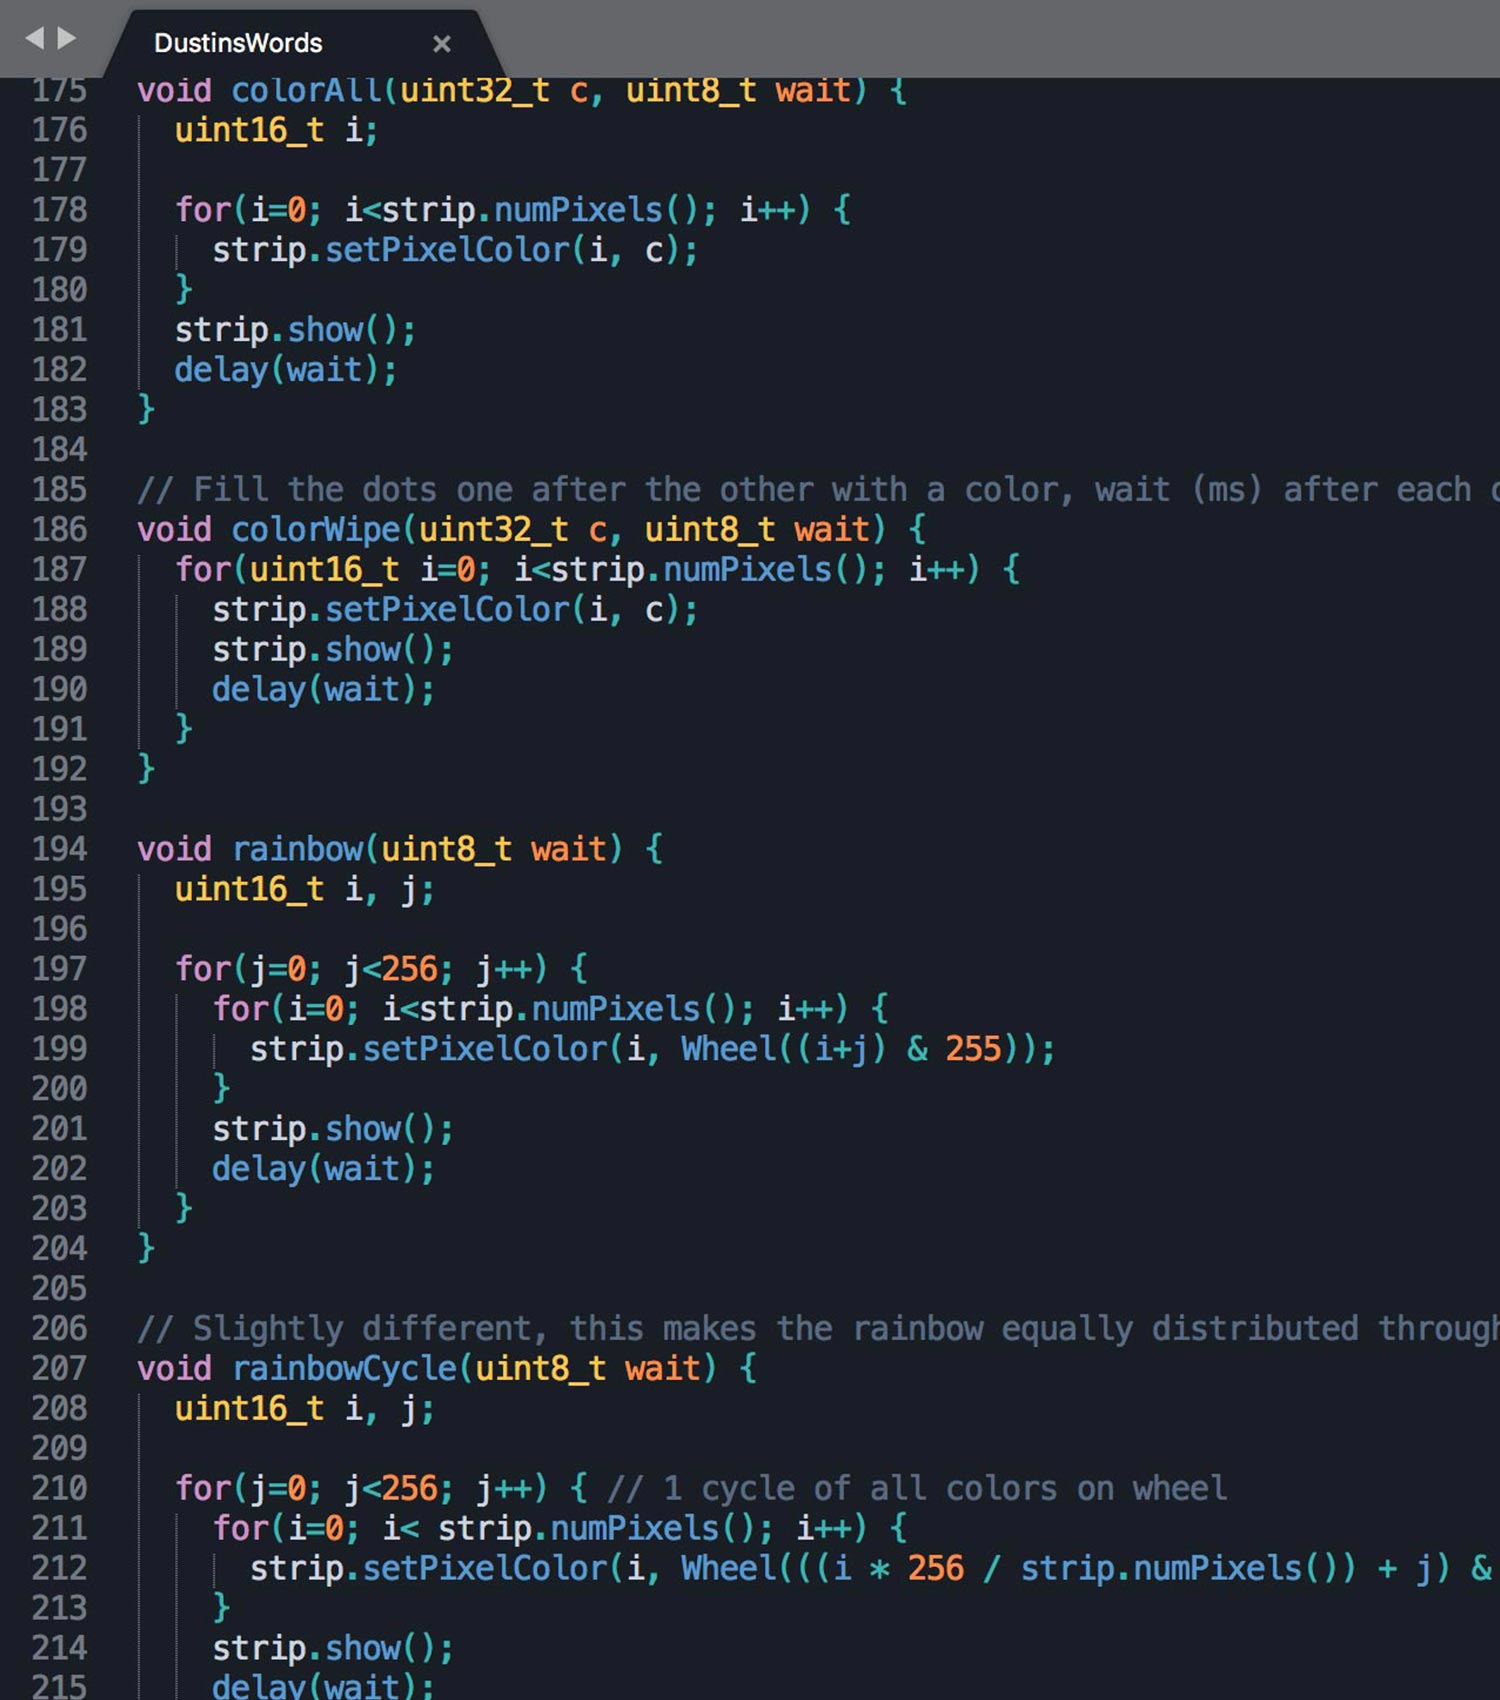 DustinsWords ×
175 void colorAll(uint32_t c, uint8_t wait) {
176 uint16_t i;
177
178 for(i=0; i<strip.numPixels(); i++) {
179 strip.setPixelColor(i, c);
180 }
181 strip.show();
182 delay(wait);
183 }
184
185 // Fill the dots one after the other with a color, wait (ms) after each
186 void colorWipe(uint32_t c, uint8_t wait) {
187 for(uint16_t i=0; i<strip.numPixels(); i++) {
188 strip.setPixelColor(i, c);
189 strip.show();
190 delay(wait);
191 }
192 }
193
194 void rainbow(uint8_t wait) {
195 uint16_t i, j;
196
197 for(j=0; j<256; j++) {
198 for(i=0; i<strip.numPixels(); i++) {
199 strip.setPixelColor(i, Wheel((i+j) & 255));
200 }
201 strip.show();
202 delay(wait);
203 }
204 }
205
206 // Slightly different, this makes the rainbow equally distributed through
207 void rainbowCycle(uint8_t wait) {
208 uint16_t i, j;
209
210 for(j=0; j<256; j++) { // 1 cycle of all colors on wheel
211 for(i=0; i< strip.numPixels(); i++) {
212 strip.setPixelColor(i, Wheel(((i * 256 / strip.numPixels()) + j) &
213 }
214 strip.show();
215 delay(wait);